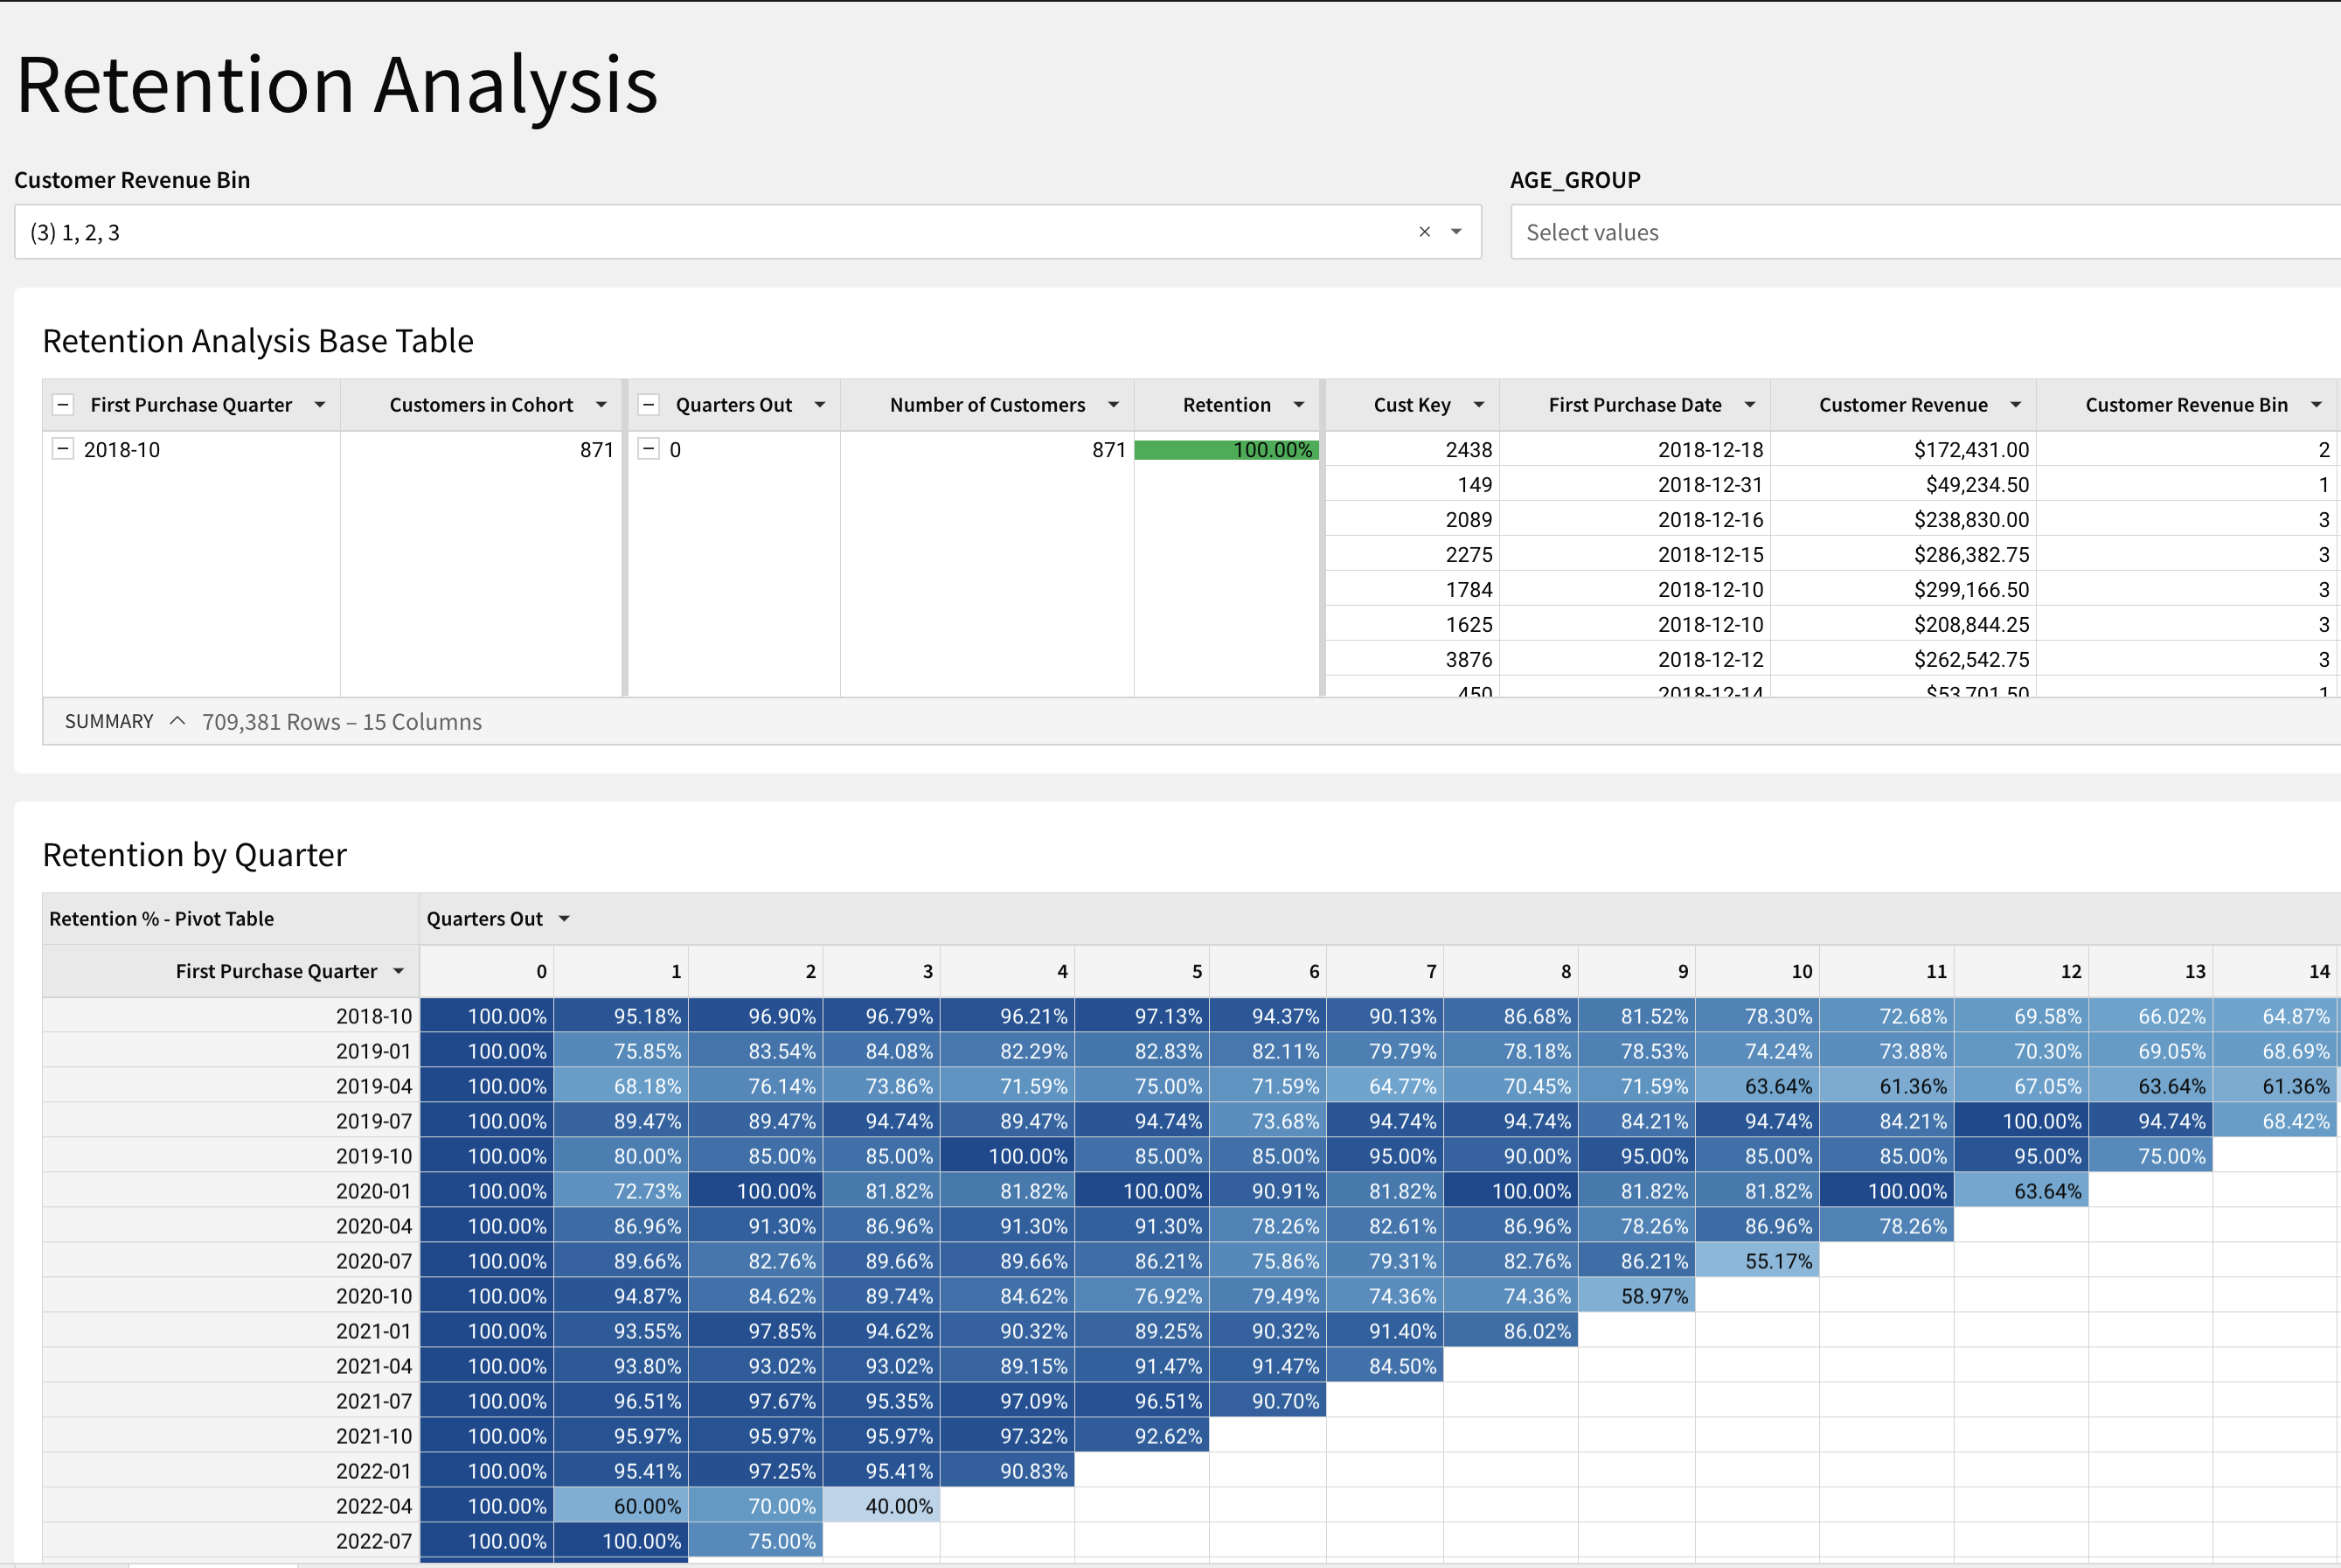 Retention Analysis
Customer Revenue Bin AGE_GROUP
(3) 1, 2, 3 × Select values
Retention Analysis Base Table
First Purchase Quarter Customers in Cohort Quarters Out Number of Customers Retention Cust Key First Purchase Date Customer Revenue Customer Revenue Bin
2018-10 871 0 871 100.00% 2438 2018-12-18 $172,431.00 2
149 2018-12-31 $49,234.50 1
2089 2018-12-16 $238,830.00 3
2275 2018-12-15 $286,382.75 3
1784 2018-12-10 $299,166.50 3
1625 2018-12-10 $208,844.25 3
3876 2018-12-12 $262,542.75 3
450 2018-12-14 $53,701.50 1
SUMMARY 709,381 Rows – 15 Columns
Retention by Quarter
Retention % - Pivot Table Quarters Out
First Purchase Quarter 0 1 2 3 4 5 6 7 8 9 10 11 12 13 14
2018-10 100.00% 95.18% 96.90% 96.79% 96.21% 97.13% 94.37% 90.13% 86.68% 81.52% 78.30% 72.68% 69.58% 66.02% 64.87%
2019-01 100.00% 75.85% 83.54% 84.08% 82.29% 82.83% 82.11% 79.79% 78.18% 78.53% 74.24% 73.88% 70.30% 69.05% 68.69%
2019-04 100.00% 68.18% 76.14% 73.86% 71.59% 75.00% 71.59% 64.77% 70.45% 71.59% 63.64% 61.36% 67.05% 63.64% 61.36%
2019-07 100.00% 89.47% 89.47% 94.74% 89.47% 94.74% 73.68% 94.74% 94.74% 84.21% 94.74% 84.21% 100.00% 94.74% 68.42%
2019-10 100.00% 80.00% 85.00% 85.00% 100.00% 85.00% 85.00% 95.00% 90.00% 95.00% 85.00% 85.00% 95.00% 75.00%
2020-01 100.00% 72.73% 100.00% 81.82% 81.82% 100.00% 90.91% 81.82% 100.00% 81.82% 81.82% 100.00% 63.64%
2020-04 100.00% 86.96% 91.30% 86.96% 91.30% 91.30% 78.26% 82.61% 86.96% 78.26% 86.96% 78.26%
2020-07 100.00% 89.66% 82.76% 89.66% 89.66% 86.21% 75.86% 79.31% 82.76% 86.21% 55.17%
2020-10 100.00% 94.87% 84.62% 89.74% 84.62% 76.92% 79.49% 74.36% 74.36% 58.97%
2021-01 100.00% 93.55% 97.85% 94.62% 90.32% 89.25% 90.32% 91.40% 86.02%
2021-04 100.00% 93.80% 93.02% 93.02% 89.15% 91.47% 91.47% 84.50%
2021-07 100.00% 96.51% 97.67% 95.35% 97.09% 96.51% 90.70%
2021-10 100.00% 95.97% 95.97% 95.97% 97.32% 92.62%
2022-01 100.00% 95.41% 97.25% 95.41% 90.83%
2022-04 100.00% 60.00% 70.00% 40.00%
2022-07 100.00% 100.00% 75.00%